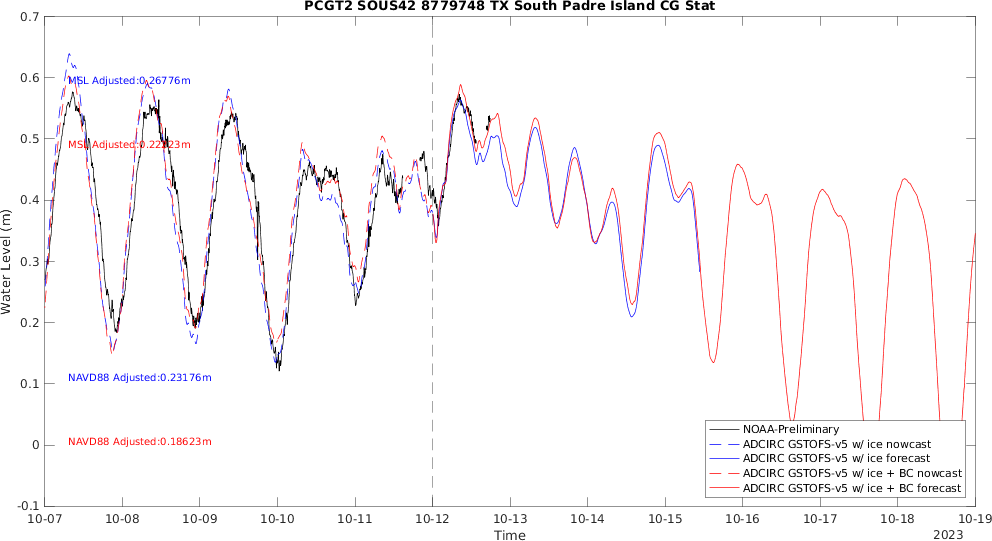 PCGT2 SOUS42 8779748 TX South Padre Island CG Stat
0.7
0.6
0.5
0.4
0.3
0.2
0.1
0
-0.1
Water Level (m)
MSL Adjusted:0.26776m
MSL Adjusted:0.22223m
NAVD88 Adjusted:0.23176m
NAVD88 Adjusted:0.18623m
NOAA-Preliminary
ADCIRC GSTOFS-v5 w/ ice nowcast
ADCIRC GSTOFS-v5 w/ ice forecast
ADCIRC GSTOFS-v5 w/ ice + BC nowcast
ADCIRC GSTOFS-v5 w/ ice + BC forecast
10-07 10-08 10-09 10-10 10-11 10-12 10-13 10-14 10-15 10-16 10-17 10-18 10-19
Time
2023